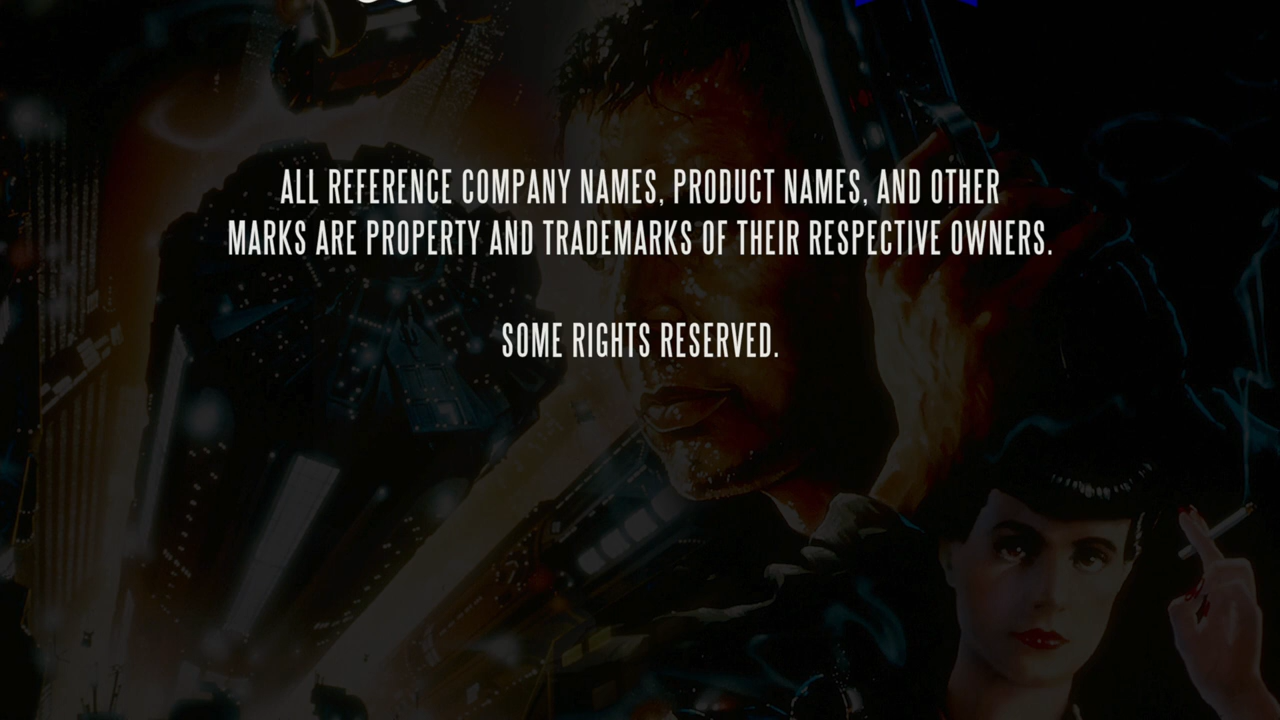 ALL REFERENCE COMPANY NAMES, PRODUCT NAMES, AND OTHER
MARKS ARE PROPERTY AND TRADEMARKS OF THEIR RESPECTIVE OWNERS.
SOME RIGHTS RESERVED.